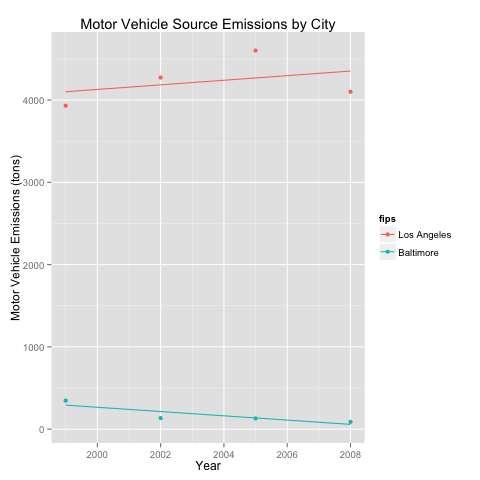 Motor Vehicle Source Emissions by City
Motor Vehicle Emissions (tons)
4000
3000
2000
1000
0
2000
2002
2004
2006
2008
Year
fips
Los Angeles
Baltimore